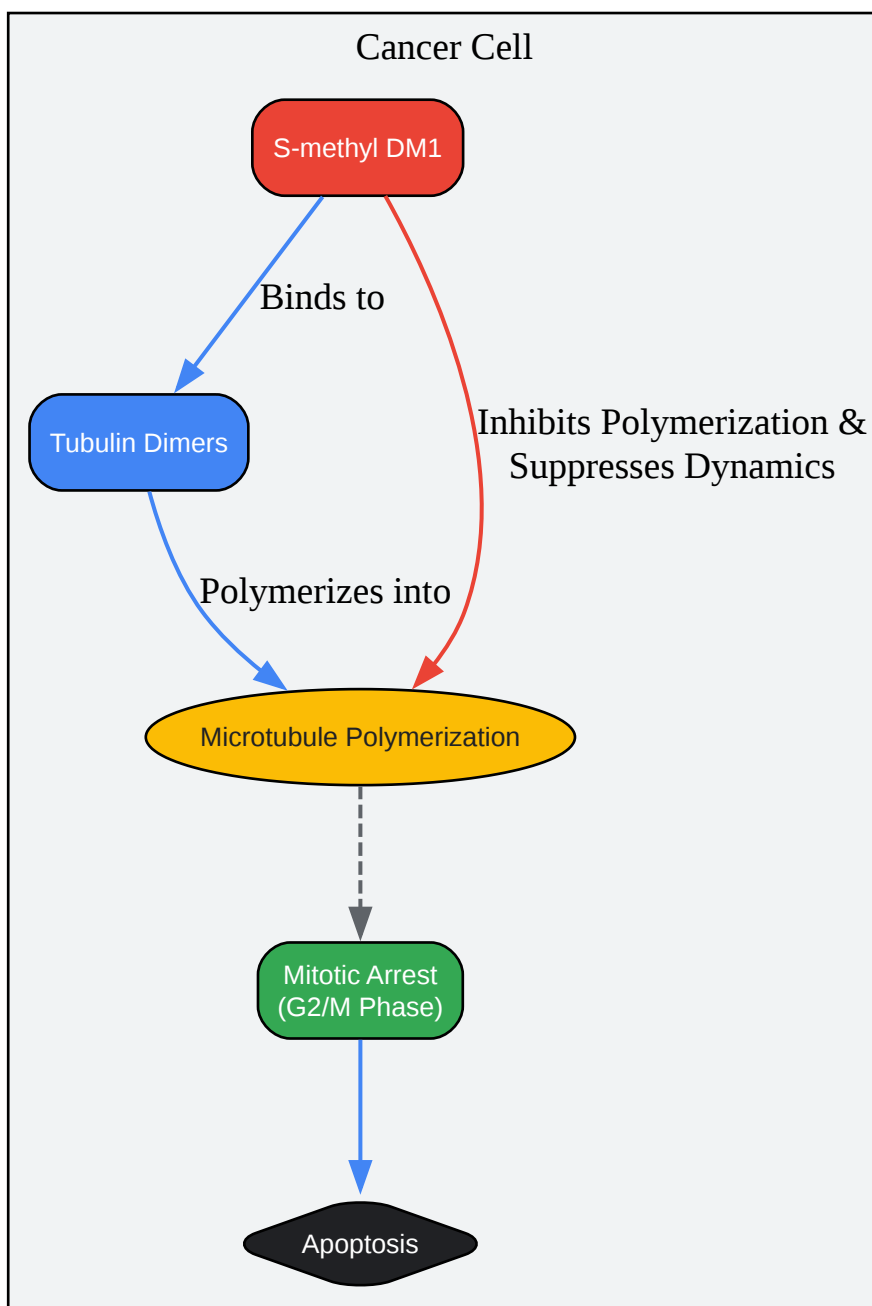 Cancer Cell
S-methyl DM1
Binds to
Tubulin Dimers
Inhibits Polymerization &
Suppresses Dynamics
Polymerizes into
Microtubule Polymerization
Mitotic Arrest
(G2/M Phase)
Apoptosis